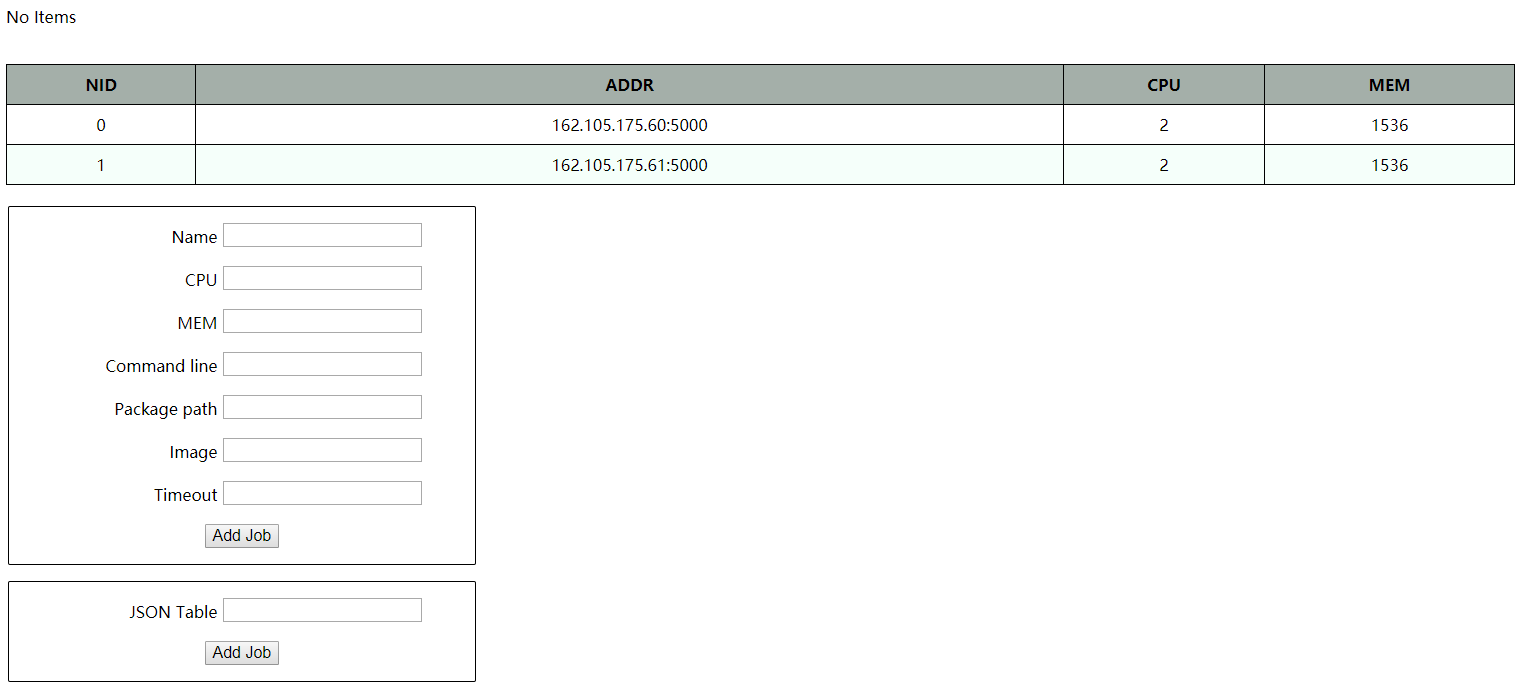 No Items
NID ADDR CPU MEM
0 162.105.175.60:5000 2 1536
1 162.105.175.61:5000 2 1536
Name
CPU
MEM
Command line
Package path
Image
Timeout
Add Job
JSON Table
Add Job